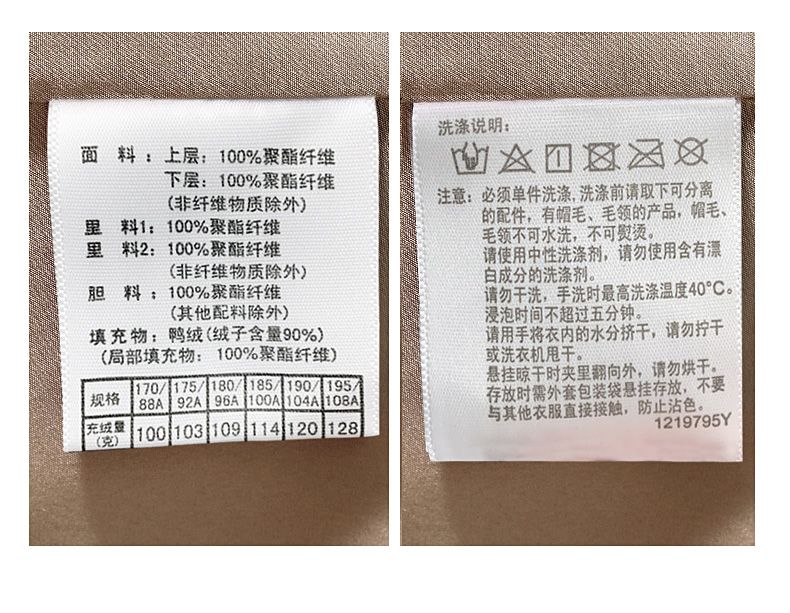 面 料：上层：100%聚酯纤维
下层：100%聚酯纤维
(非纤维物质除外)
里 料1：100%聚酯纤维
里 料2：100%聚酯纤维
(非纤维物质除外)
胆 料：100%聚酯纤维
(其他配料除外)
填充物：鸭绒(绒子含量90%)
(局部填充物：100%聚酯纤维)
规格 170/88A 175/92A 180/96A 185/100A 190/104A 195/108A
充绒量(克) 100 103 109 114 120 128
洗涤说明：
注意：必须单件洗涤, 洗涤前请取下可分离
的配件，有帽毛、毛领的产品，帽毛、
毛领不可水洗，不可熨烫。
请使用中性洗涤剂，请勿使用含有漂
白成分的洗涤剂。
请勿干洗，手洗时最高洗涤温度40°C。
浸泡时间不超过五分钟。
请用手将衣内的水分挤干，请勿拧干
或洗衣机甩干。
悬挂晾干时夹里翻向外，请勿烘干。
存放时需外套包装袋悬挂存放，不要
与其他衣服直接接触，防止沾色。
1219795Y